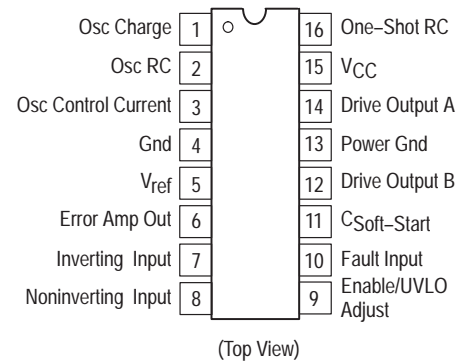 Osc Charge 1 16 One–Shot RC
Osc RC 2 15 VCC
Osc Control Current 3 14 Drive Output A
Gnd 4 13 Power Gnd
Vref 5 12 Drive Output B
Error Amp Out 6 11 CSoft–Start
Inverting Input 7 10 Fault Input
Noninverting Input 8 9 Enable/UVLO
Adjust
(Top View)